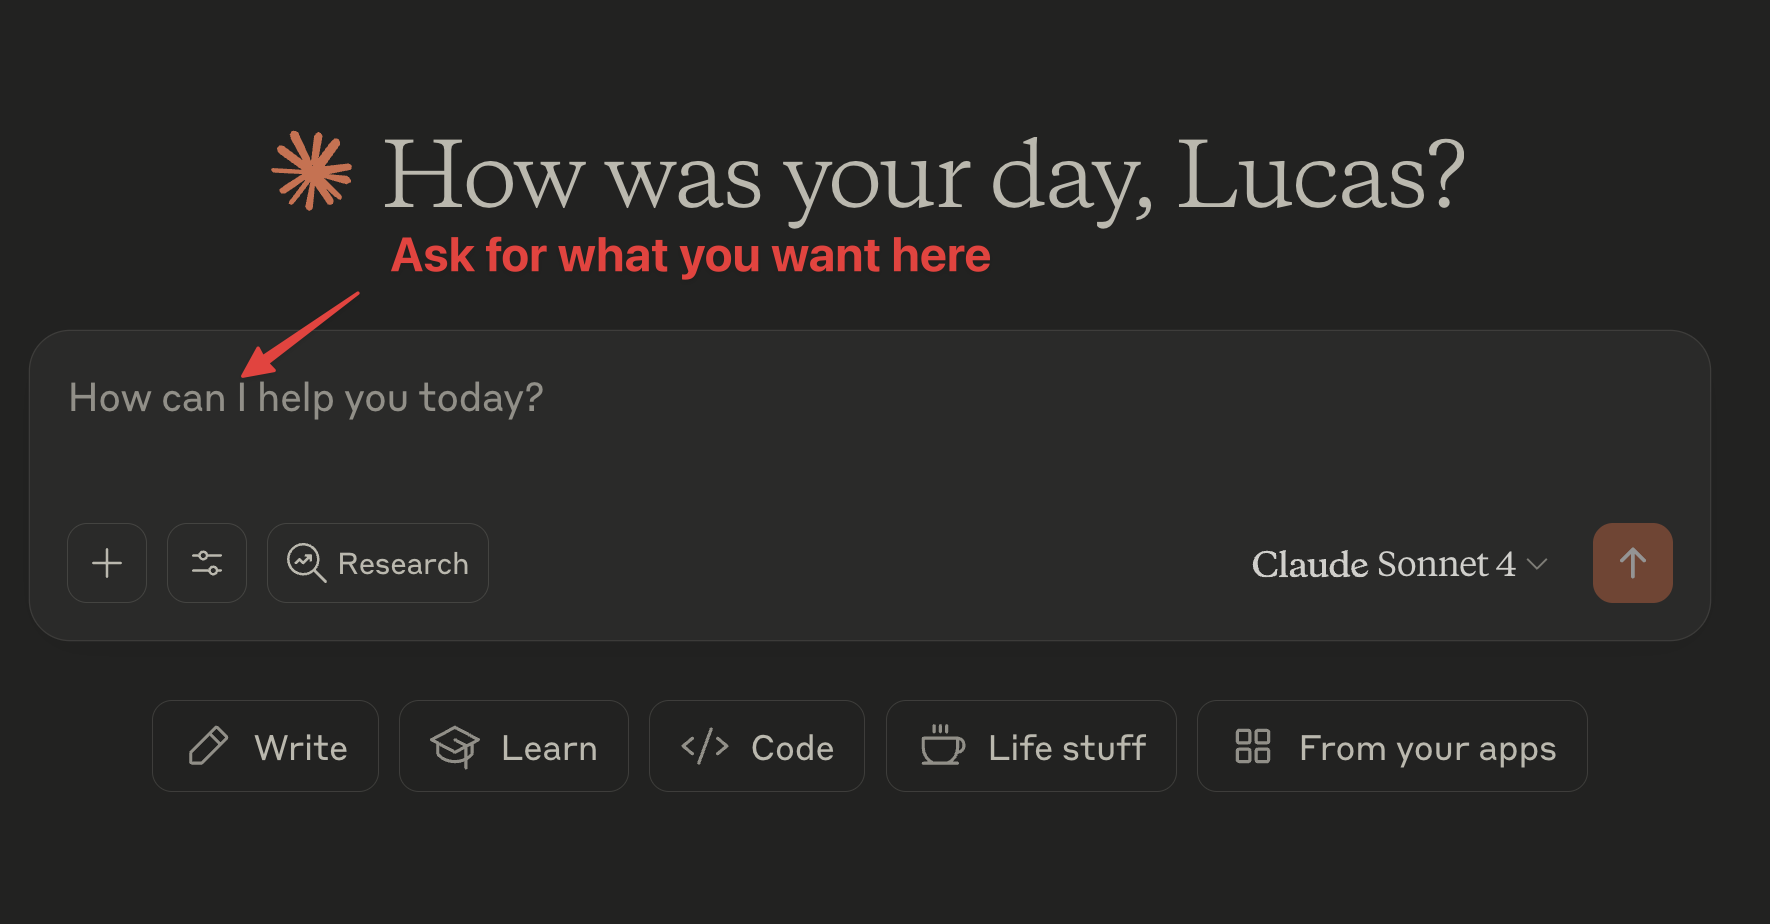 How was your day, Lucas?
Ask for what you want here
How can I help you today?
Research
Claude Sonnet 4
Write
Learn
Code
Life stuff
From your apps